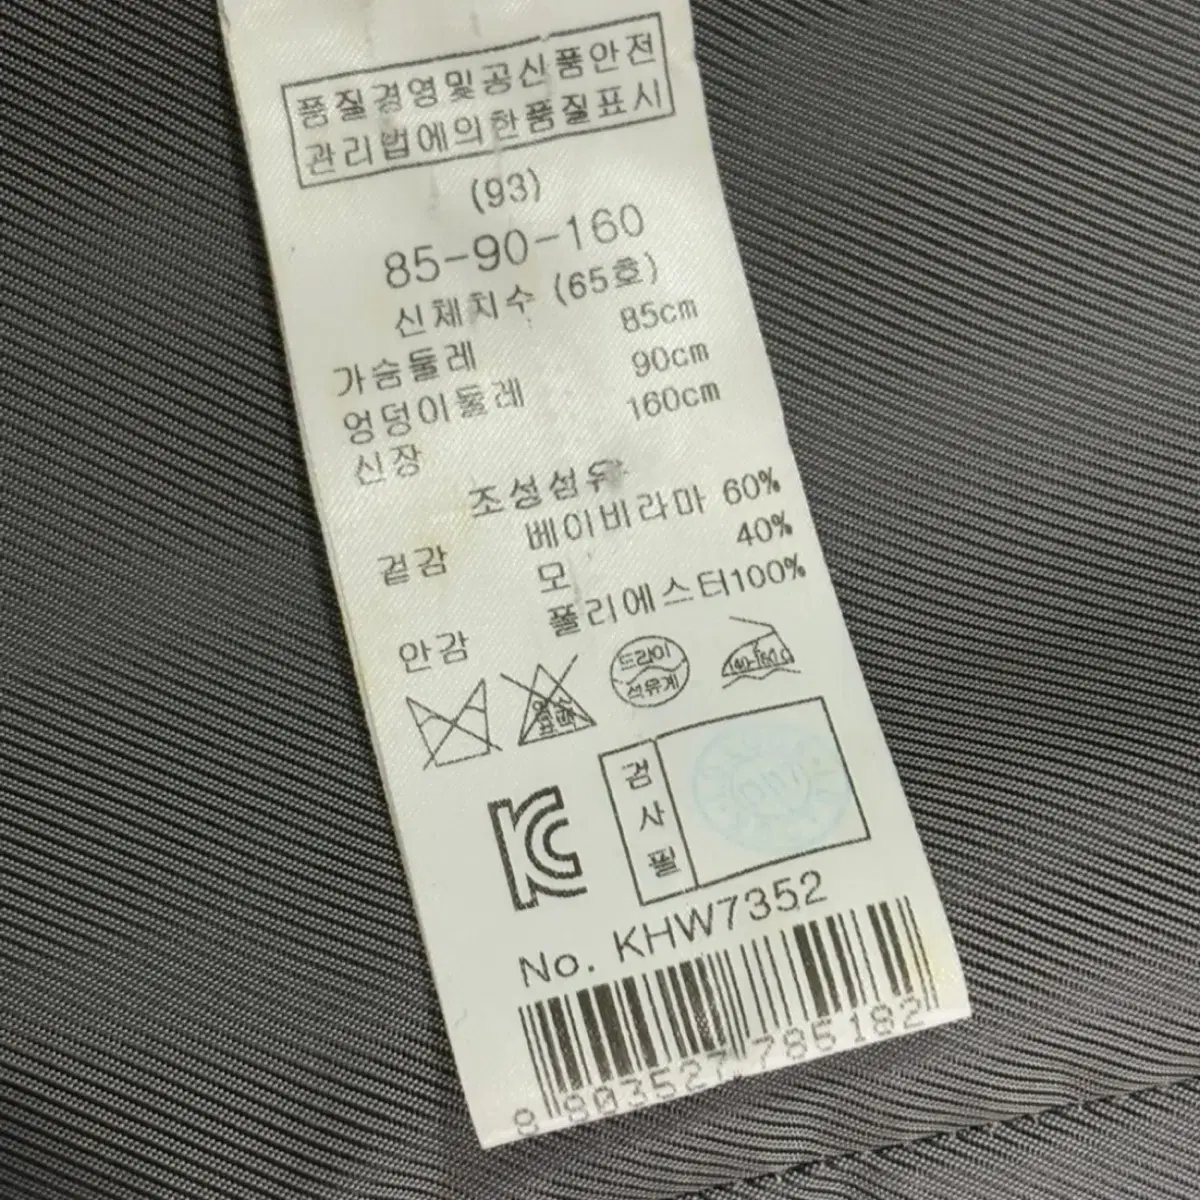 품질경영및공산품안전
관리법에의한품질표시
(93)
85-90-160
신체치수 (65호)
가슴둘레 85cm
엉덩이둘레 90cm
신장 160cm
조성섬유
겉감 베이비라마 60%
모 40%
안감 폴리에스터100%
드라이
석유계
검사필
No. KHW7352
8 803527 785182